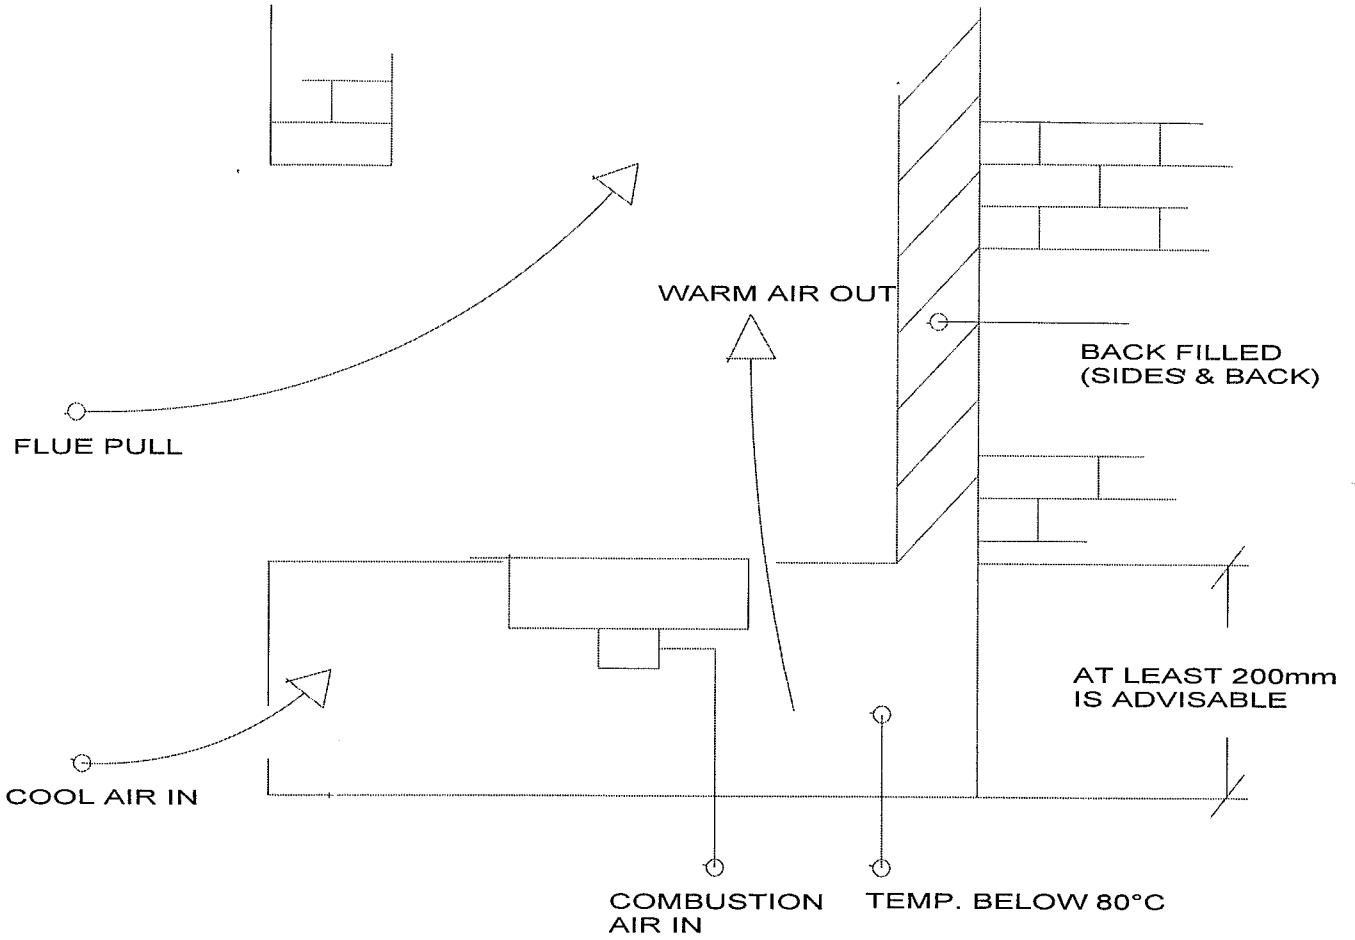 WARM AIR OUT
BACK FILLED
(SIDES & BACK)
FLUE PULL
AT LEAST 200mm
IS ADVISABLE
COOL AIR IN
COMBUSTION
AIR IN
TEMP. BELOW 80°C